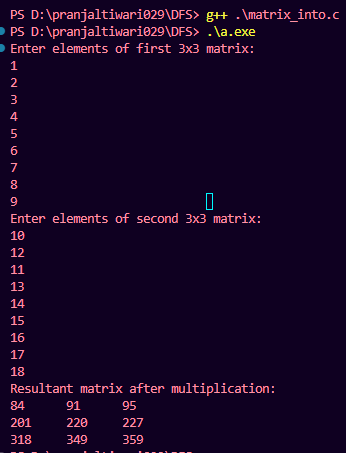 PS D:\pranjaltiwari029\DFS> g++ .\matrix_into.c
PS D:\pranjaltiwari029\DFS> .\a.exe
Enter elements of first 3x3 matrix:
1
2
3
4
5
6
7
8
9
Enter elements of second 3x3 matrix:
10
12
11
13
14
15
16
17
18
Resultant matrix after multiplication:
84 91 95
201 220 227
318 349 359